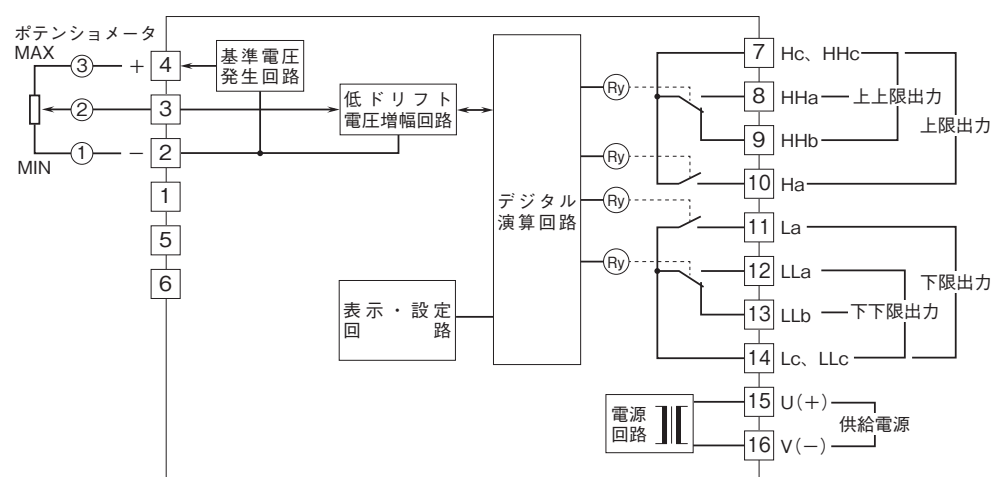 ポテンショメータ
MAX
③
+
4
基準電圧
発生回路
②
3
低ドリフト
電圧増幅回路
①
−
2
MIN
1
5
6
デジタル
演算回路
表示・設定
回路
Ry
Ry
Ry
Ry
7 Hc、HHc
8 HHa 上上限出力
9 HHb
上限出力
10 Ha
11 La
12 LLa
下限出力
13 LLb 下下限出力
14 Lc、LLc
電源
回路
15 U(+)
供給電源
16 V(−)